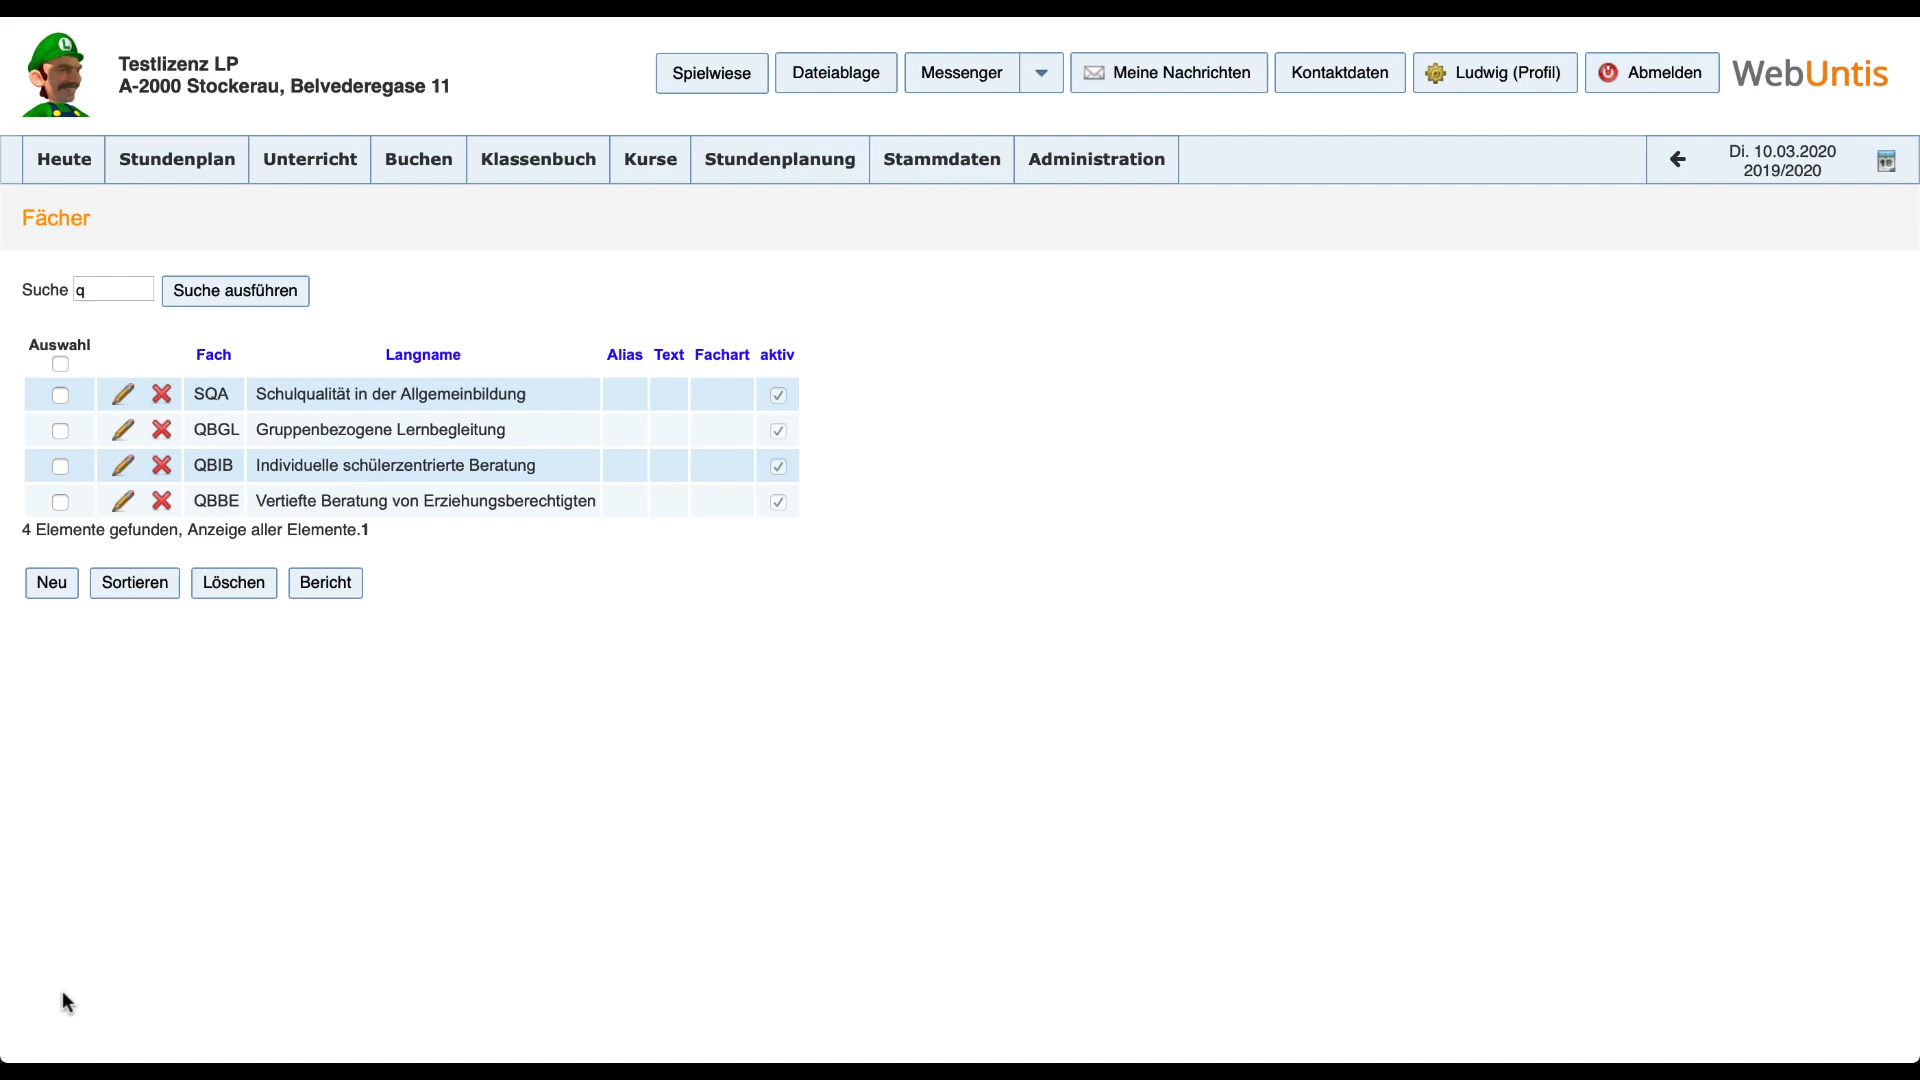 Testlizenz LP
A-2000 Stockerau, Belvederegase 11
Spielwiese Dateiablage Messenger Meine Nachrichten Kontaktdaten Ludwig (Profil) Abmelden WebUntis
Heute Stundenplan Unterricht Buchen Klassenbuch Kurse Stundenplanung Stammdaten Administration
Di. 10.03.2020
2019/2020
Fächer
Suche q Suche ausführen
Auswahl Fach Langname Alias Text Fachart aktiv
SQA Schulqualität in der Allgemeinbildung
QBGL Gruppenbezogene Lernbegleitung
QBIB Individuelle schülerzentrierte Beratung
QBBE Vertiefte Beratung von Erziehungsberechtigten
4 Elemente gefunden, Anzeige aller Elemente.1
Neu Sortieren Löschen Bericht